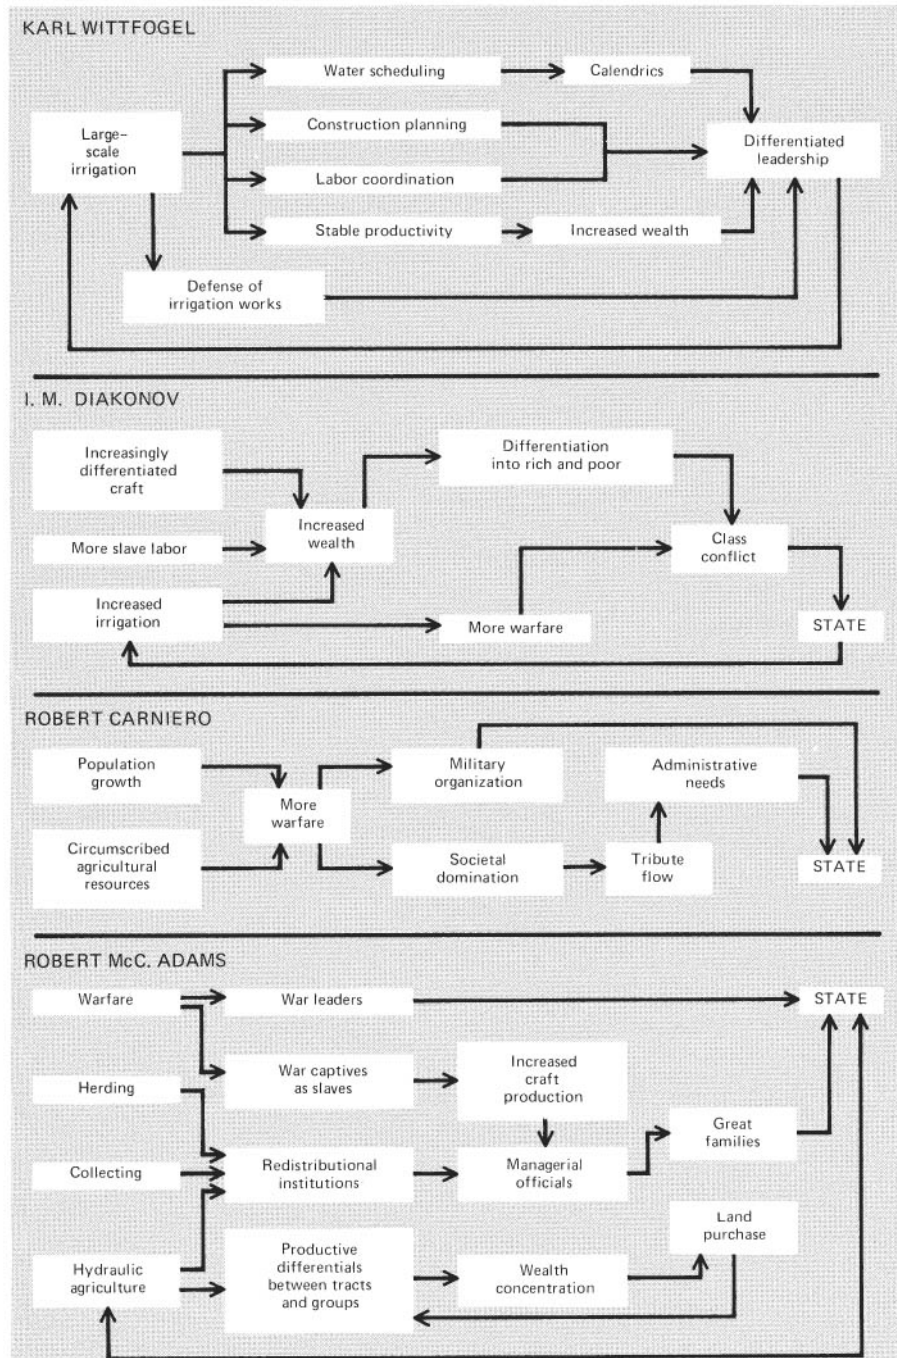 KARL WITTFOGEL
Water scheduling
Calendrics
Large–
scale
irrigation
Construction planning
Differentiated
leadership
Labor coordination
Stable productivity
Increased wealth
Defense of
irrigation works
I. M. DIAKONOV
Increasingly
differentiated
craft
Differentiation
into rich and poor
Increased
wealth
More slave labor
Class
conflict
Increased
irrigation
More warfare
STATE
ROBERT CARNIERO
Population
growth
Military
organization
Administrative
needs
More
warfare
Circumscribed
agricultural
resources
Societal
domination
Tribute
flow
STATE
ROBERT McC. ADAMS
Warfare
War leaders
STATE
War captives
as slaves
Increased
craft
production
Herding
Great
families
Collecting
Redistributional
institutions
Managerial
officials
Land
purchase
Hydraulic
agriculture
Productive
differentials
between tracts
and groups
Wealth
concentration